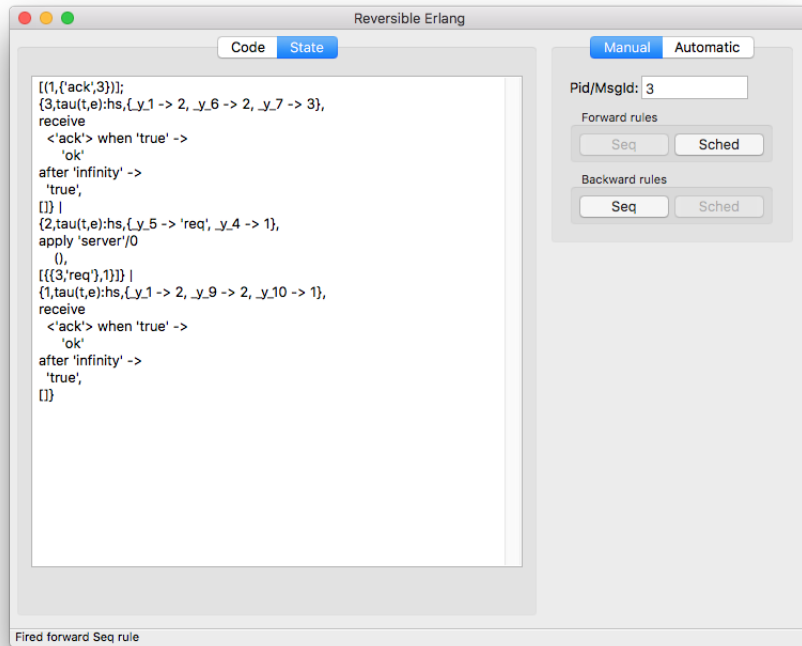 Reversible Erlang
Code State
[(1,{'ack',3})];
{3,tau(t,e):hs,{_y_1 -> 2, _y_6 -> 2, _y_7 -> 3},
receive
<'ack'> when 'true' ->
'ok'
after 'infinity' ->
'true',
[]} |
{2,tau(t,e):hs,{_y_5 -> 'req', _y_4 -> 1},
apply 'server'/0
(),
[{{3,'req'},1}]} |
{1,tau(t,e):hs,{_y_1 -> 2, _y_9 -> 2, _y_10 -> 1},
receive
<'ack'> when 'true' ->
'ok'
after 'infinity' ->
'true',
[]}
Manual Automatic
Pid/MsgId: 3
Forward rules
Seq Sched
Backward rules
Seq Sched
Fired forward Seq rule